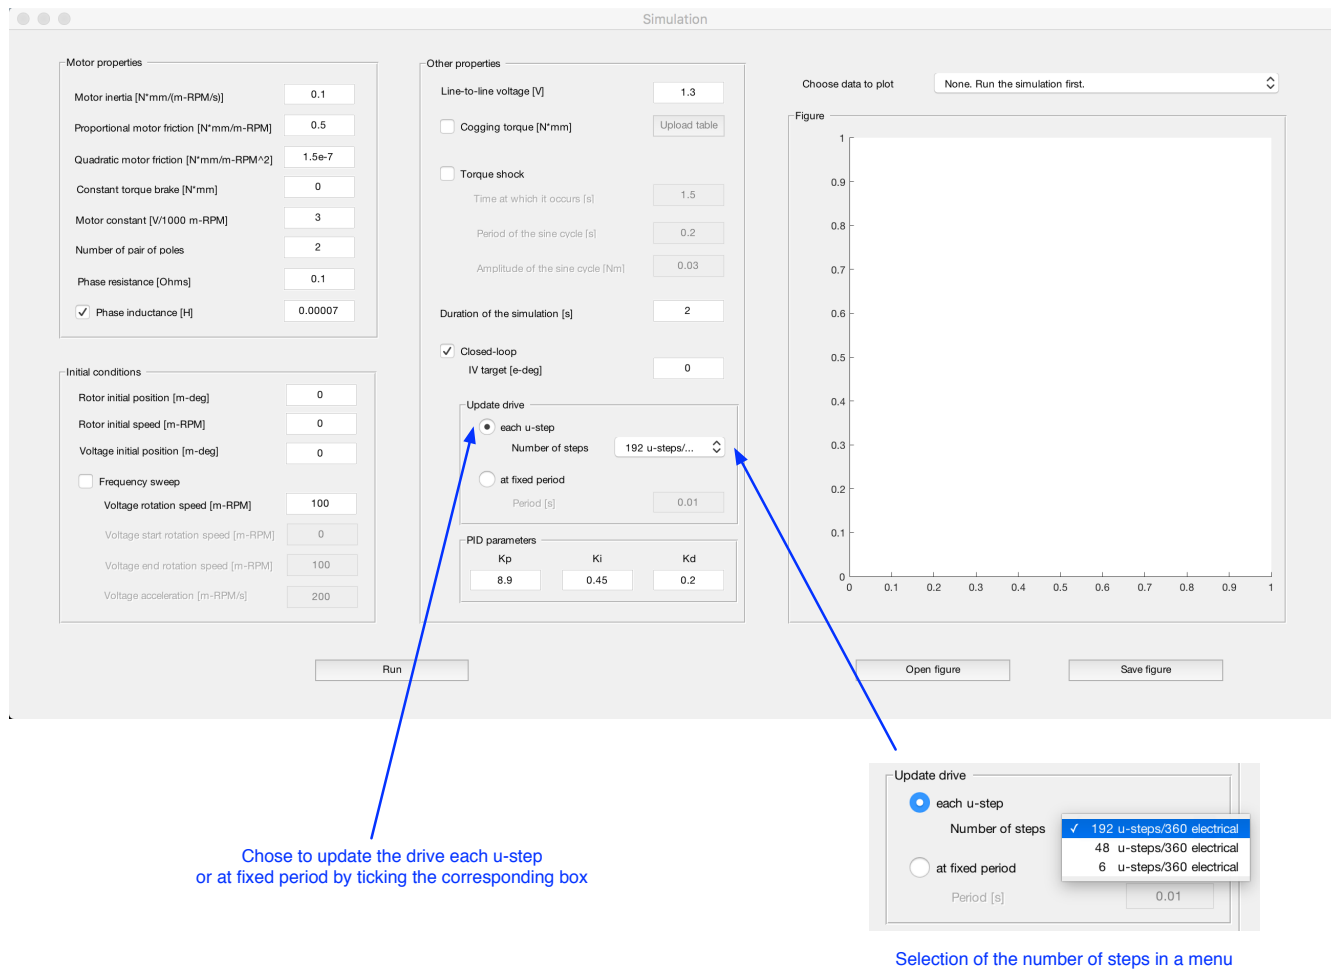 Simulation
Motor properties
Motor inertia [N*mm/(m-RPM/s)] 0.1
Proportional motor friction [N*mm/m-RPM] 0.5
Quadratic motor friction [N*mm/m-RPM^2] 1.5e-7
Constant torque brake [N*mm] 0
Motor constant [V/1000 m-RPM] 3
Number of pair of poles 2
Phase resistance [Ohms] 0.1
Phase inductance [H] 0.00007
Initial conditions
Rotor initial position [m-deg] 0
Rotor initial speed [m-RPM] 0
Voltage initial position [m-deg] 0
Frequency sweep
Voltage rotation speed [m-RPM] 100
Voltage start rotation speed [m-RPM] 0
Voltage end rotation speed [m-RPM] 100
Voltage acceleration [m-RPM/s] 200
Other properties
Line-to-line voltage [V] 1.3
Cogging torque [N*mm] Upload table
Torque shock
Time at which it occurs [s] 1.5
Period of the sine cycle [s] 0.2
Amplitude of the sine cycle [Nm] 0.03
Duration of the simulation [s] 2
Closed-loop
IV target [e-deg] 0
Update drive
each u-step
Number of steps 192 u-steps/...
at fixed period
Period [s] 0.01
PID parameters
Kp Ki Kd
8.9 0.45 0.2
Choose data to plot None. Run the simulation first.
Figure
1
0.9
0.8
0.7
0.6
0.5
0.4
0.3
0.2
0.1
0
0 0.1 0.2 0.3 0.4 0.5 0.6 0.7 0.8 0.9 1
Run
Open figure Save figure
Chose to update the drive each u-step
or at fixed period by ticking the corresponding box
Update drive
each u-step
Number of steps ✓ 192 u-steps/360 electrical
48 u-steps/360 electrical
6 u-steps/360 electrical
at fixed period
Period [s] 0.01
Selection of the number of steps in a menu